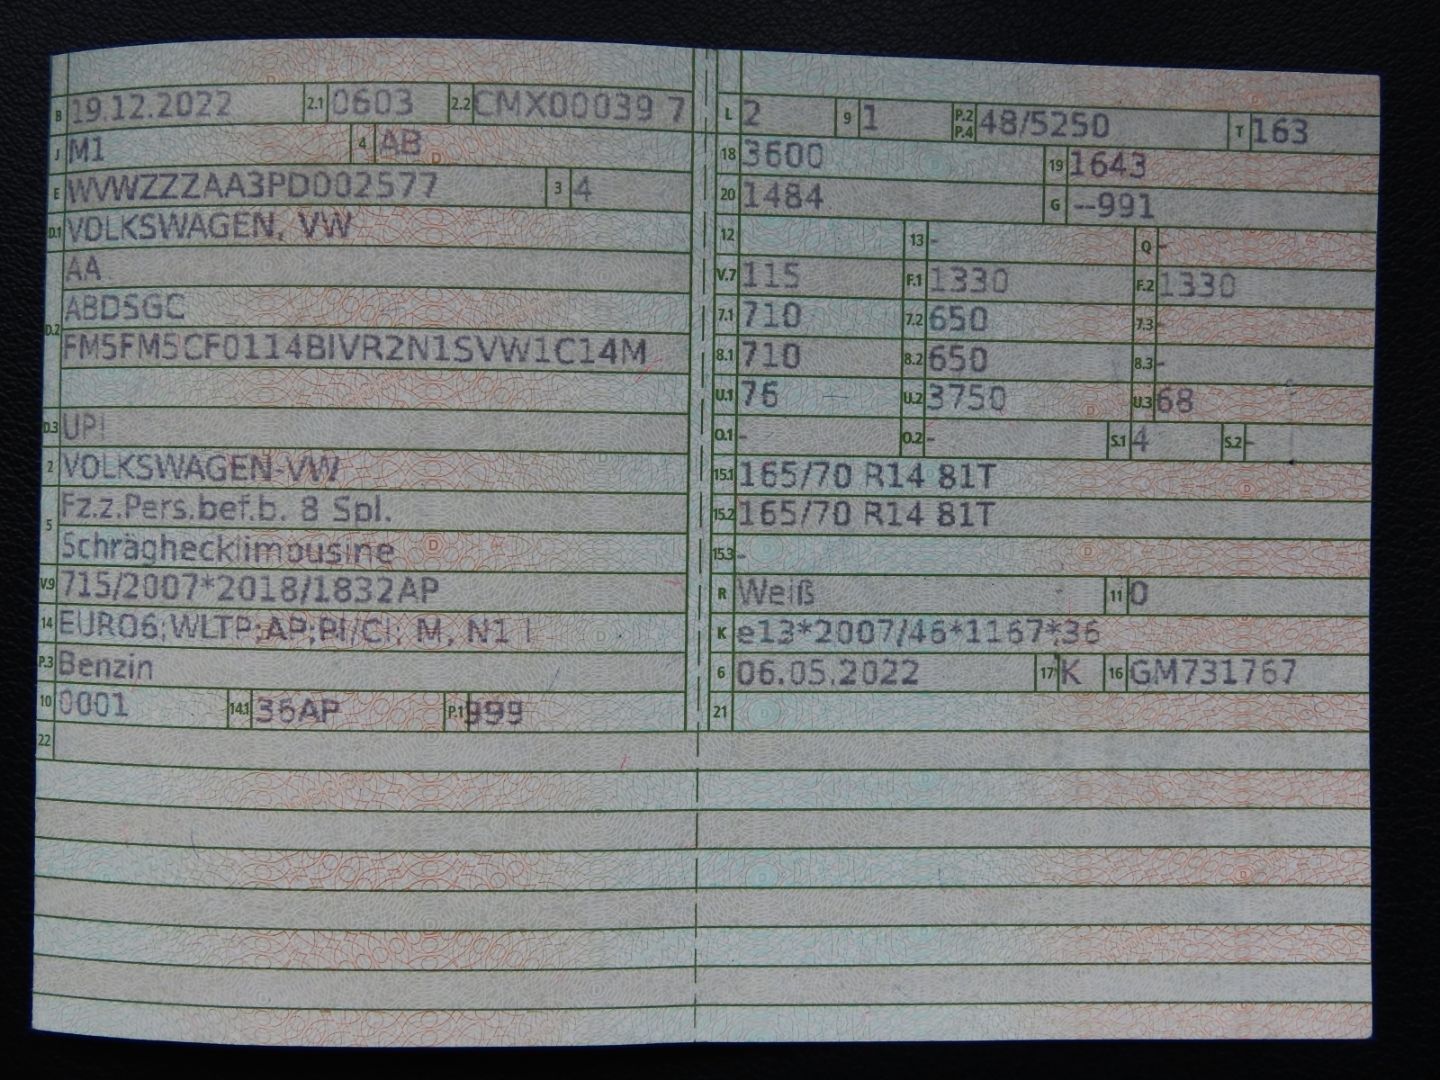 B 19.12.2022 2.1 0603 2.2 CMX00039 7
J M1 4 AB
E WVWZZZAA3PD002577 3 4
D.1 VOLKSWAGEN, VW
AA
D.2 ABDSGC
FM5FM5CF0114BIVR2N1SVW1C14M
D.3 UP!
2 VOLKSWAGEN-VW
5 Fz.z.Pers.bef.b. 8 Spl.
Schräghecklimousine
V.9 715/2007*2018/1832AP
14 EURO6;WLTP;AP;PI/CI; M, N1 I
P.3 Benzin
10 0001 14.1 36AP P.1 999
22
L 2 9 1 P.2 P.4 48/5250 T 163
18 3600 19 1643
20 1484 G --991
12 13 - Q -
V.7 115 F.1 1330 F.2 1330
7.1 710 7.2 650 7.3 -
8.1 710 8.2 650 8.3 -
U.1 76 U.2 3750 U.3 68
O.1 - O.2 - S.1 4 S.2 -
15.1 165/70 R14 81T
15.2 165/70 R14 81T
15.3 -
R Weiß 11 0
K e13*2007/46*1167*36
6 06.05.2022 17 K 16 GM731767
21